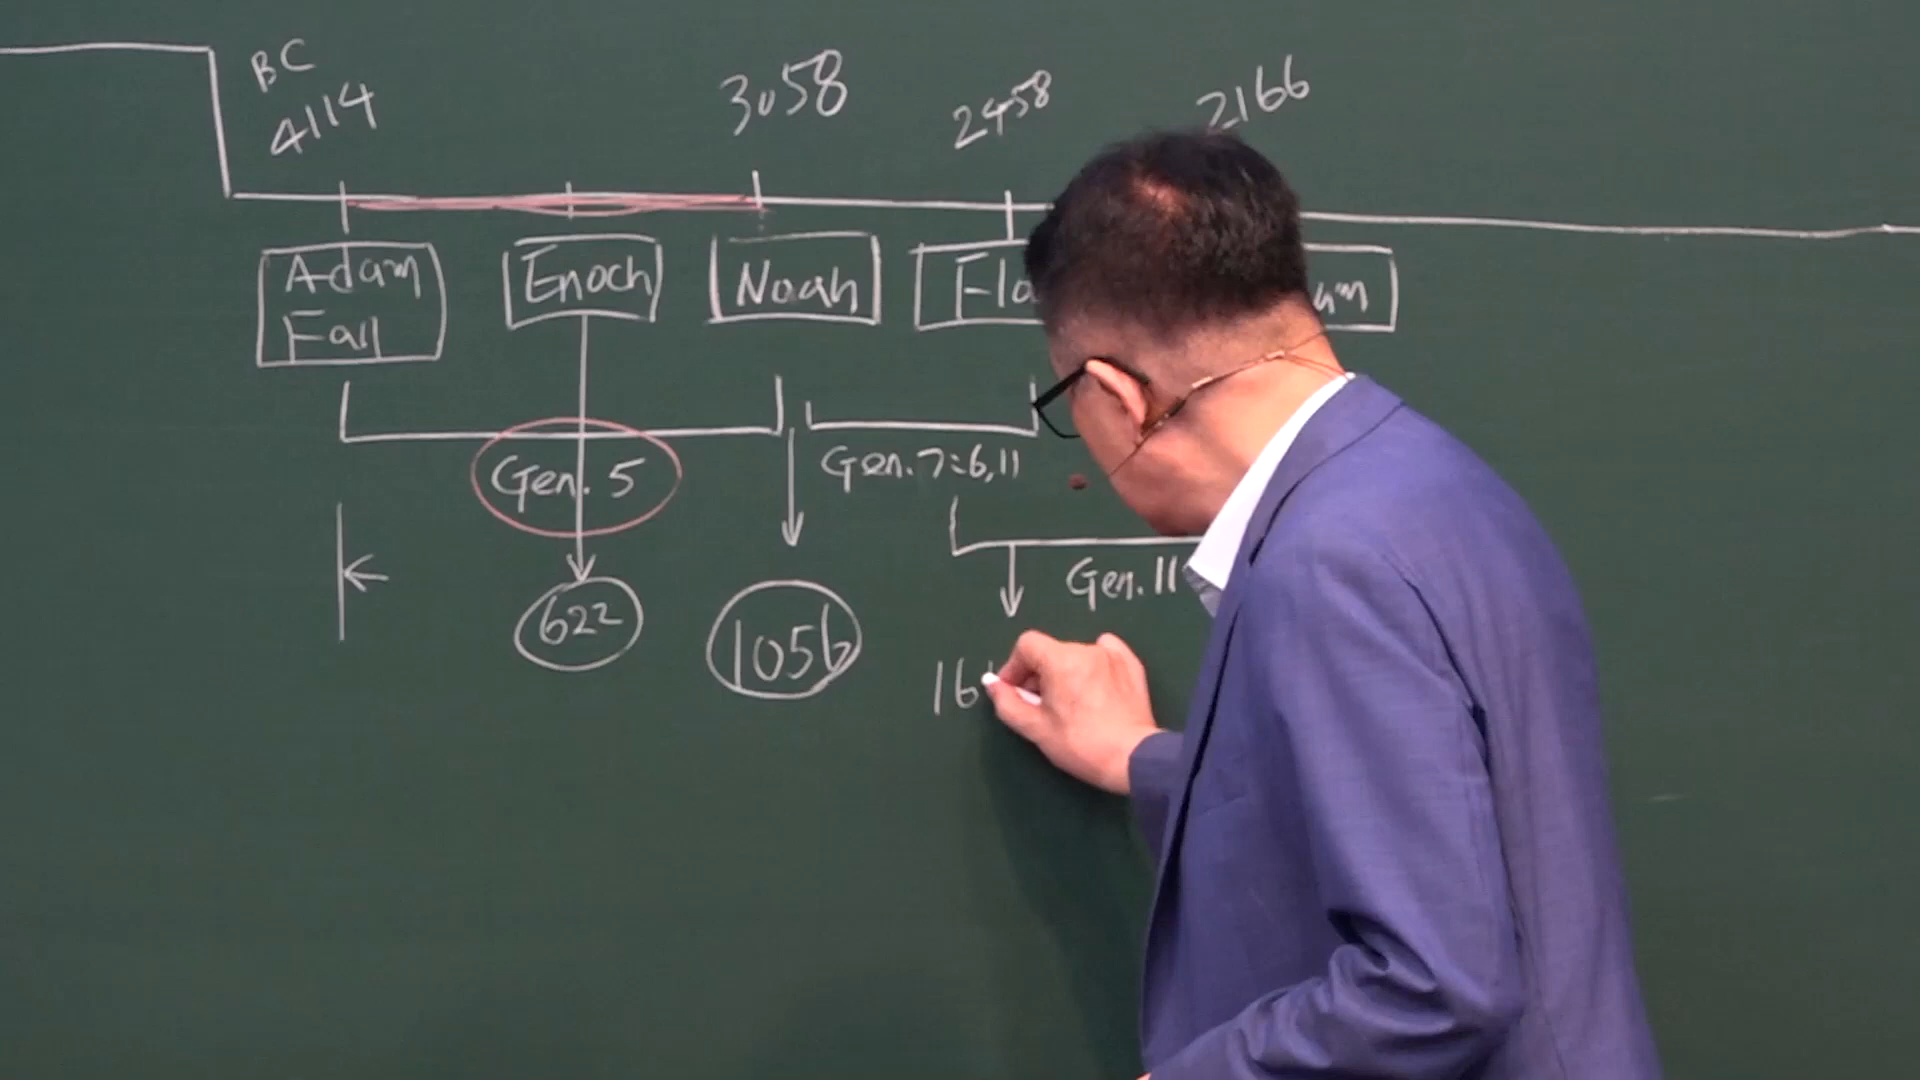 BC
4114
3058
2458
2166
Adam
Fall
Enoch
Noah
Gen. 5
Gen. 7:6,11
Gen. 11
622
1056